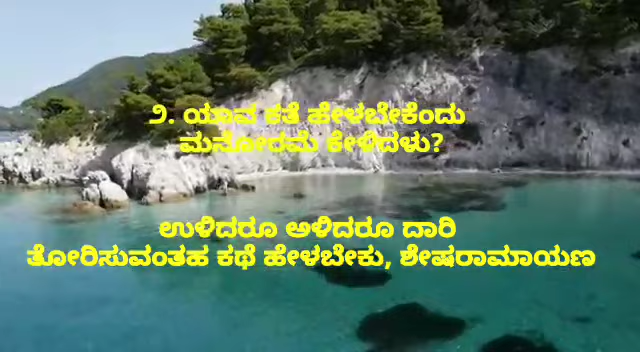 ೨. ಯಾವ ಕತೆ ಹೇಳಬೇಕೆಂದು
ಮನೋರಮೆ ಕೇಳಿದಳು?
ಉಳಿದರೂ ಅಳಿದರೂ ದಾರಿ
ತೋರಿಸುವಂತಹ ಕಥೆ ಹೇಳಬೇಕು, ಶೇಷರಾಮಾಯಣ